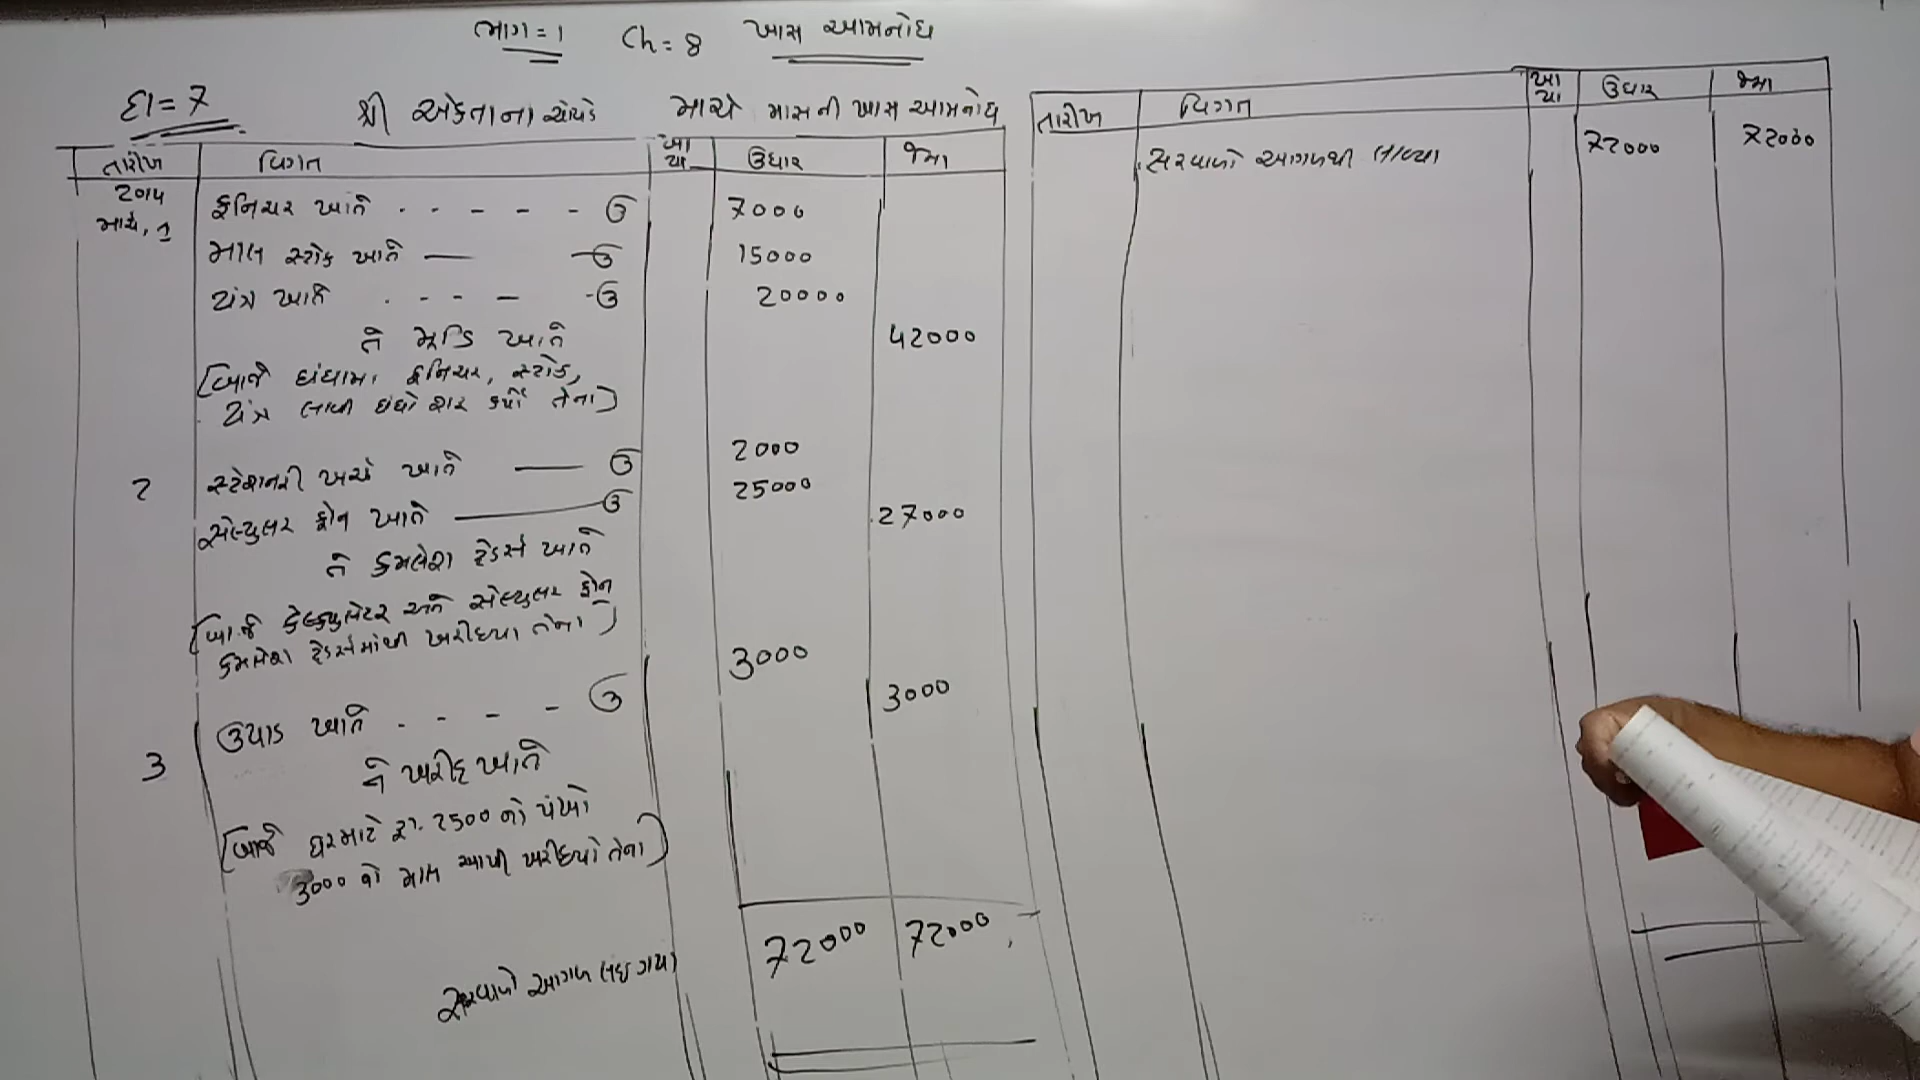 ભાગ = 1 Ch = 8 ખાસ આમનોંધ
દા = 7 શ્રી એકતાના ચોપડે માર્ચ માસની ખાસ આમનોંધ
તારીખ વિગત ખા પા ઉધાર જમા
2015 ફર્નિચર ખાતે . . - - - ઉ 7000
માર્ચ, 1
માલ સ્ટોક ખાતે — ઉ 15000
યંત્ર ખાતે . - - - - ઉ 20000
તે મૂડિ ખાતે 42000
[બાજે ધંધામાં ફર્નિચર, સ્ટોક,
યંત્ર લાવી ધંધો શરૂ કર્યો તેના)
2 સ્ટેશનરી ખર્ચ ખાતે — ઉ 2000
સેલ્યુલર ફોન ખાતે — ઉ 25000
તે કમલેશ ટ્રેડર્સ ખાતે 27000
[બાજે કેલ્ક્યુલેટર અને સેલ્યુલર ફોન
કમલેશ ટ્રેડર્સમાંથી ખરીદ્યા તેના)
3 ઉપાડ ખાતે . - - - - ઉ 3000
તે ખરીદ ખાતે 3000
[બાજે ઘરમાટે રૂા. 2500 નો પંખો
3000 નો માલ આપી ખરીદ્યો તેના)
સરવાળો આગળ લઇ ગયા 72000 72000
તારીખ વિગત ખા પા ઉધાર જમા
સરવાળો આગળથી લાવ્યા 72000 72000